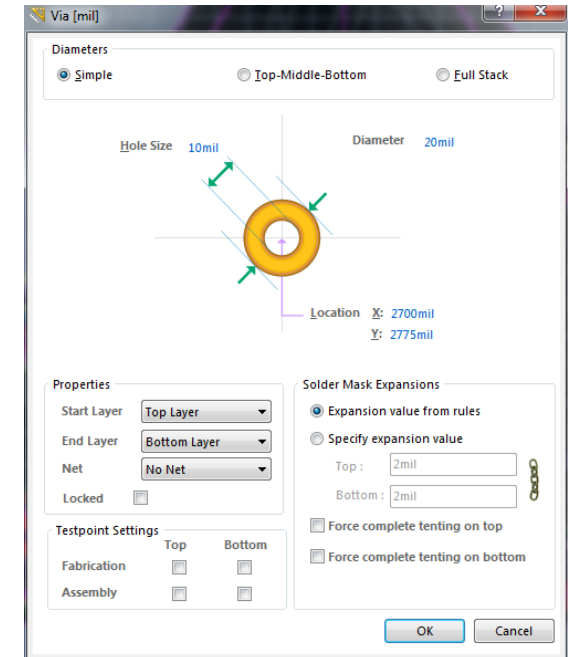 Via [mil]
Diameters
Simple Top-Middle-Bottom Full Stack
Hole Size 10mil Diameter 20mil
Location X: 2700mil
Y: 2775mil
Properties
Start Layer Top Layer
End Layer Bottom Layer
Net No Net
Locked
Solder Mask Expansions
Expansion value from rules
Specify expansion value
Top : 2mil
Bottom : 2mil
Force complete tenting on top
Force complete tenting on bottom
Testpoint Settings
Top Bottom
Fabrication
Assembly
OK Cancel